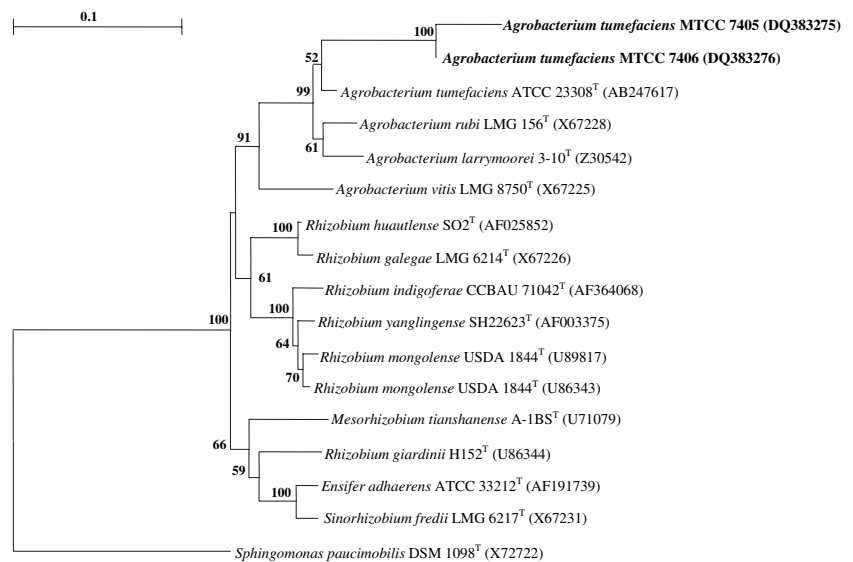 0.1
100
Agrobacterium tumefaciens MTCC 7405 (DQ383275)
52
Agrobacterium tumefaciens MTCC 7406 (DQ383276)
99
Agrobacterium tumefaciens ATCC 23308T (AB247617)
Agrobacterium rubi LMG 156T (X67228)
91
61
Agrobacterium larrymoorei 3-10T (Z30542)
Agrobacterium vitis LMG 8750T (X67225)
100
Rhizobium huautlense SO2T (AF025852)
Rhizobium galegae LMG 6214T (X67226)
61
Rhizobium indigoferae CCBAU 71042T (AF364068)
100
100
Rhizobium yanglingense SH22623T (AF003375)
64
Rhizobium mongolense USDA 1844T (U89817)
70
Rhizobium mongolense USDA 1844T (U86343)
Mesorhizobium tianshanense A-1BST (U71079)
66
Rhizobium giardinii H152T (U86344)
59
Ensifer adhaerens ATCC 33212T (AF191739)
100
Sinorhizobium fredii LMG 6217T (X67231)
Sphingomonas paucimobilis DSM 1098T (X72722)